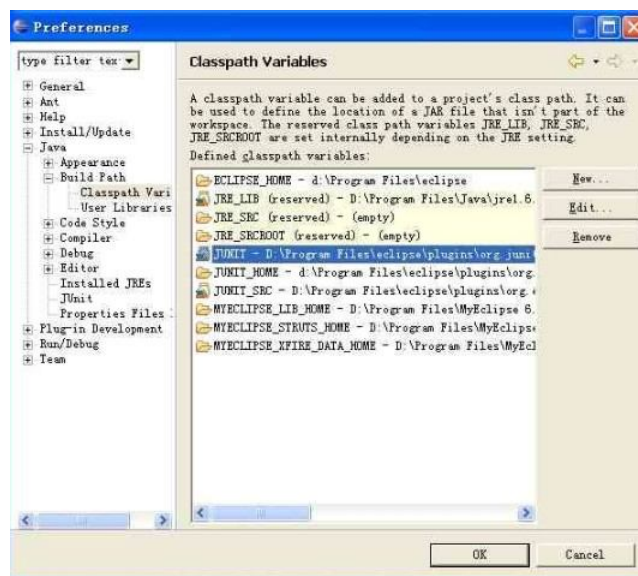 Preferences
type filter tex
General
Ant
Help
Install/Update
Java
Appearance
Build Path
Classpath Vari
User Libraries
Code Style
Compiler
Debug
Editor
Installed JREs
JUnit
Properties Files
Plug-in Development
Run/Debug
Team
Classpath Variables
A classpath variable can be added to a project's class path. It can
be used to define the location of a JAR file that isn't part of the
workspace. The reserved class path variables JRE_LIB, JRE_SRC,
JRE_SRCROOT are set internally depending on the JRE setting.
Defined classpath variables:
ECLIPSE_HOME - d:\Program Files\eclipse
JRE_LIB (reserved) - D:\Program Files\Java\jre1.6.
JRE_SRC (reserved) - (empty)
JRE_SRCROOT (reserved) - (empty)
JUNIT - D:\Program Files\eclipse\plugins\org.juni
JUNIT_HOME - d:\Program Files\eclipse\plugins\org.
JUNIT_SRC - D:\Program Files\eclipse\plugins\org.
MYECLIPSE_LIB_HOME - D:\Program Files\MyEclipse 6.
MYECLIPSE_STRUTS_HOME - D:\Program Files\MyEclipse
MYECLIPSE_XFIRE_DATA_HOME - D:\Program Files\MyEcl
New...
Edit...
Remove
OK
Cancel